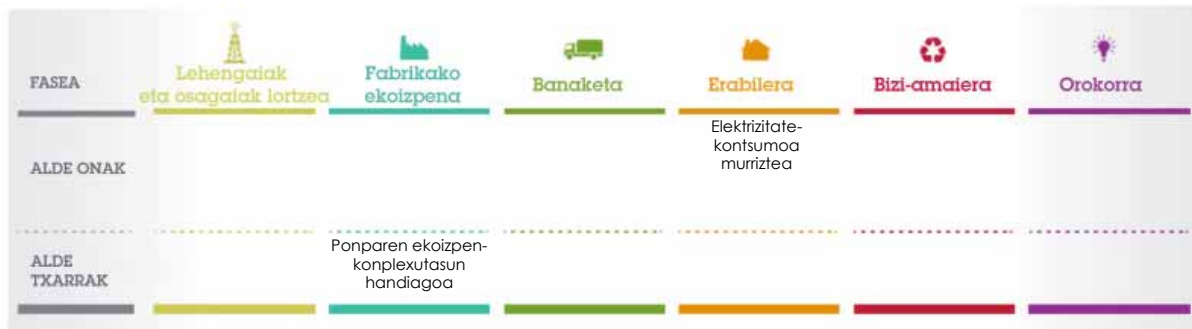 FASEA
Lehengaiak
eta osagaiak lortzea
Fabrikako
ekoizpena
Banaketa
Erabilera
Bizi-amaiera
Orokorra
ALDE ONAK
Elektrizitate-
kontsumoa
murriztea
ALDE
TXARRAK
Ponparen ekoizpen-
konplexutasun
handiagoa